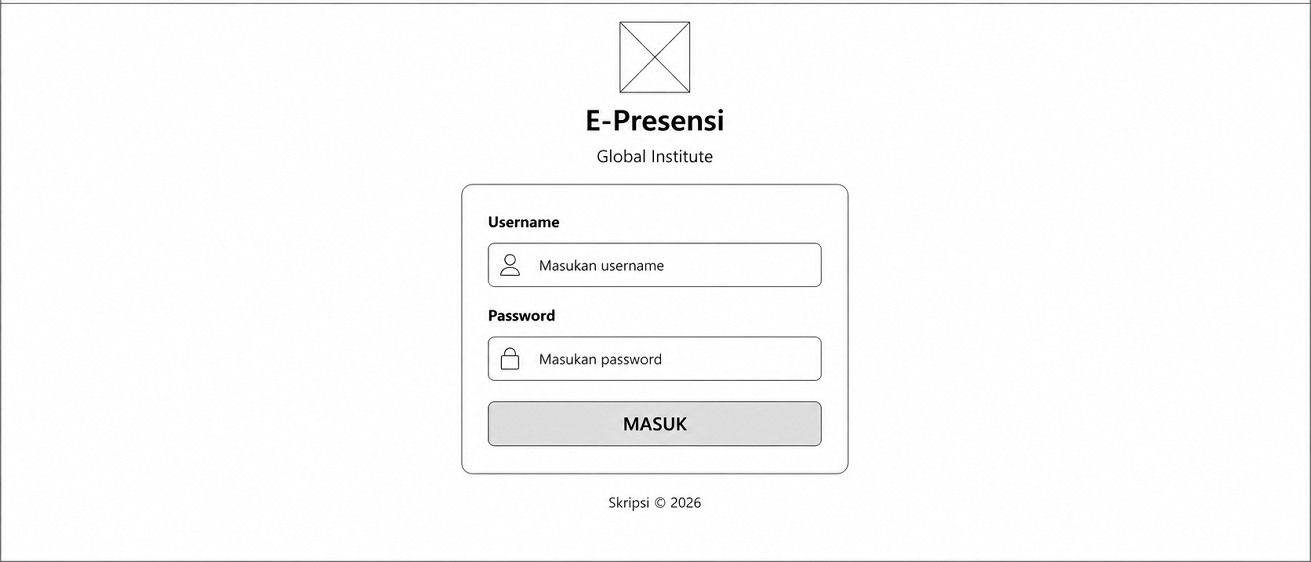 E-Presensi
Global Institute
Username
Masukan username
Password
Masukan password
MASUK
Skripsi © 2026